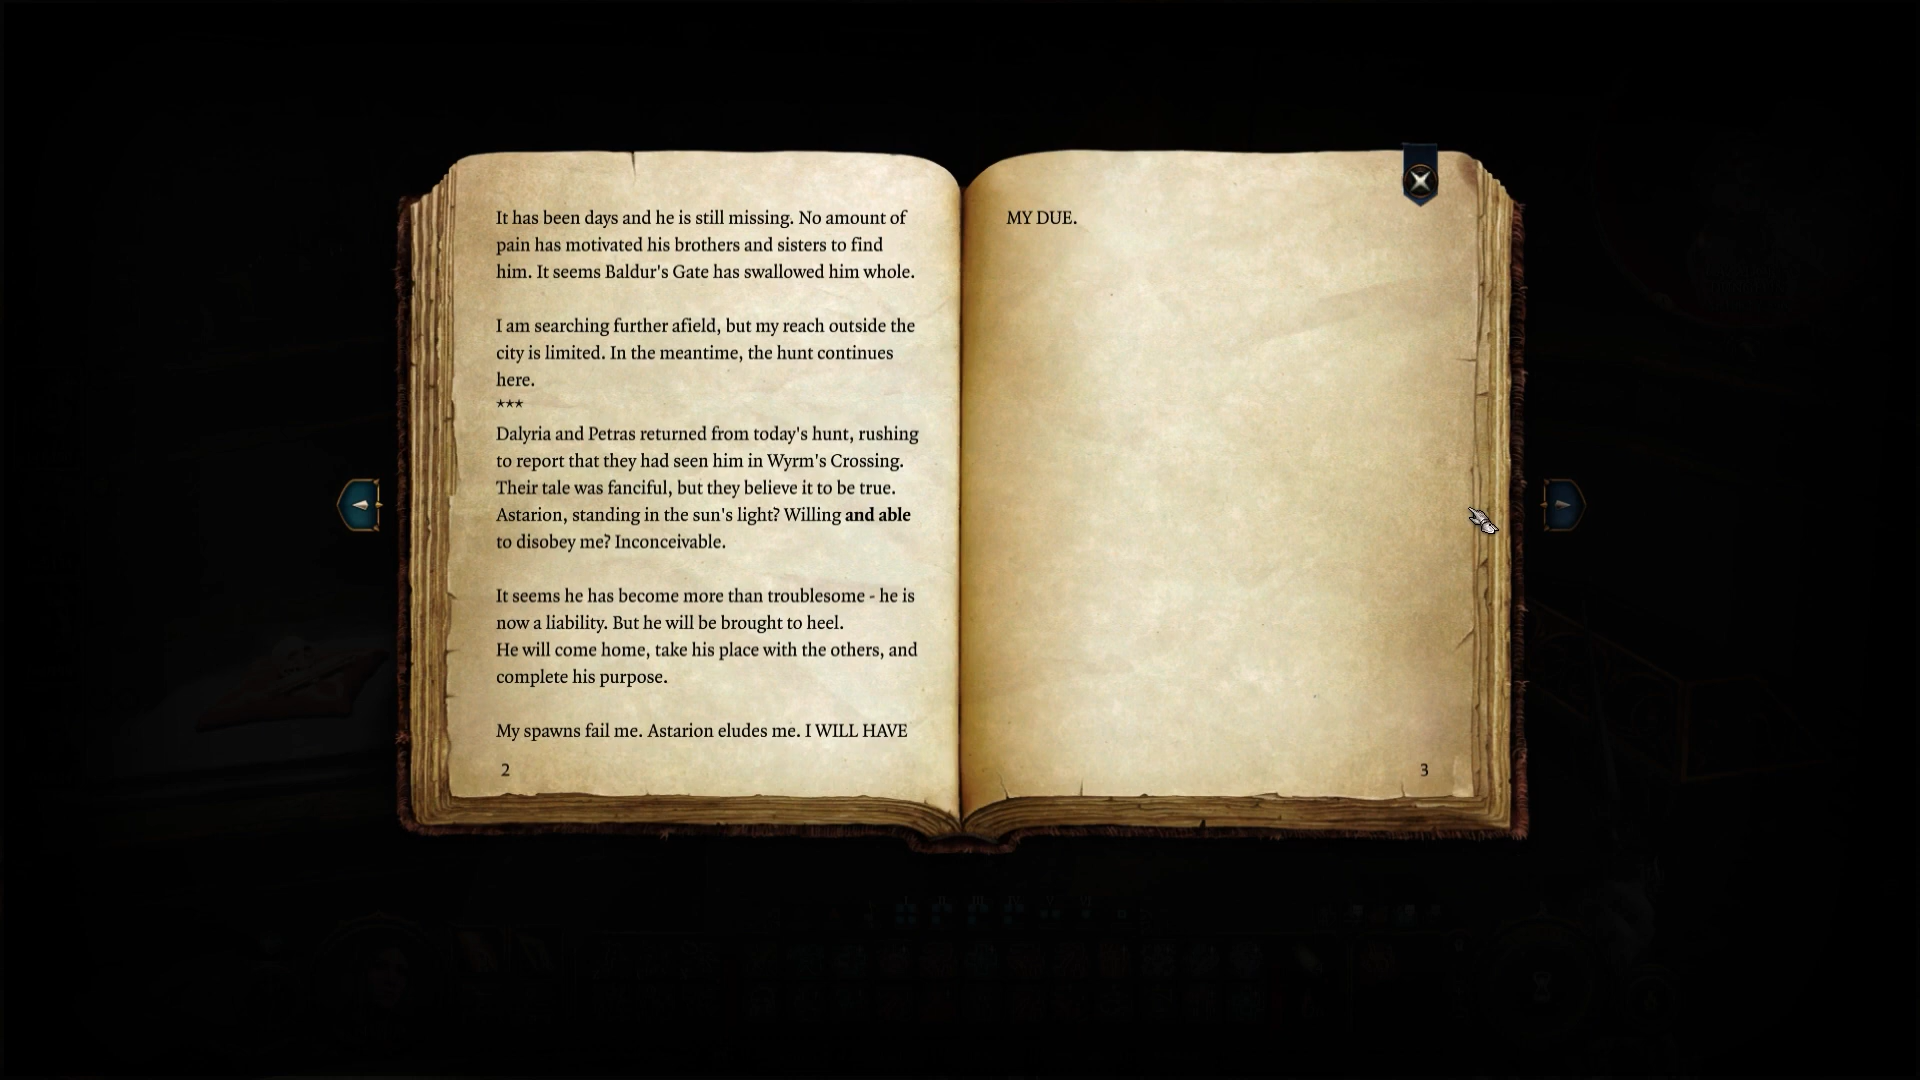 It has been days and he is still missing. No amount of
pain has motivated his brothers and sisters to find
him. It seems Baldur's Gate has swallowed him whole.
I am searching further afield, but my reach outside the
city is limited. In the meantime, the hunt continues
here.
***
Dalyria and Petras returned from today's hunt, rushing
to report that they had seen him in Wyrm's Crossing.
Their tale was fanciful, but they believe it to be true.
Astarion, standing in the sun's light? Willing and able
to disobey me? Inconceivable.
It seems he has become more than troublesome - he is
now a liability. But he will be brought to heel.
He will come home, take his place with the others, and
complete his purpose.
My spawns fail me. Astarion eludes me. I WILL HAVE
2
MY DUE.
3